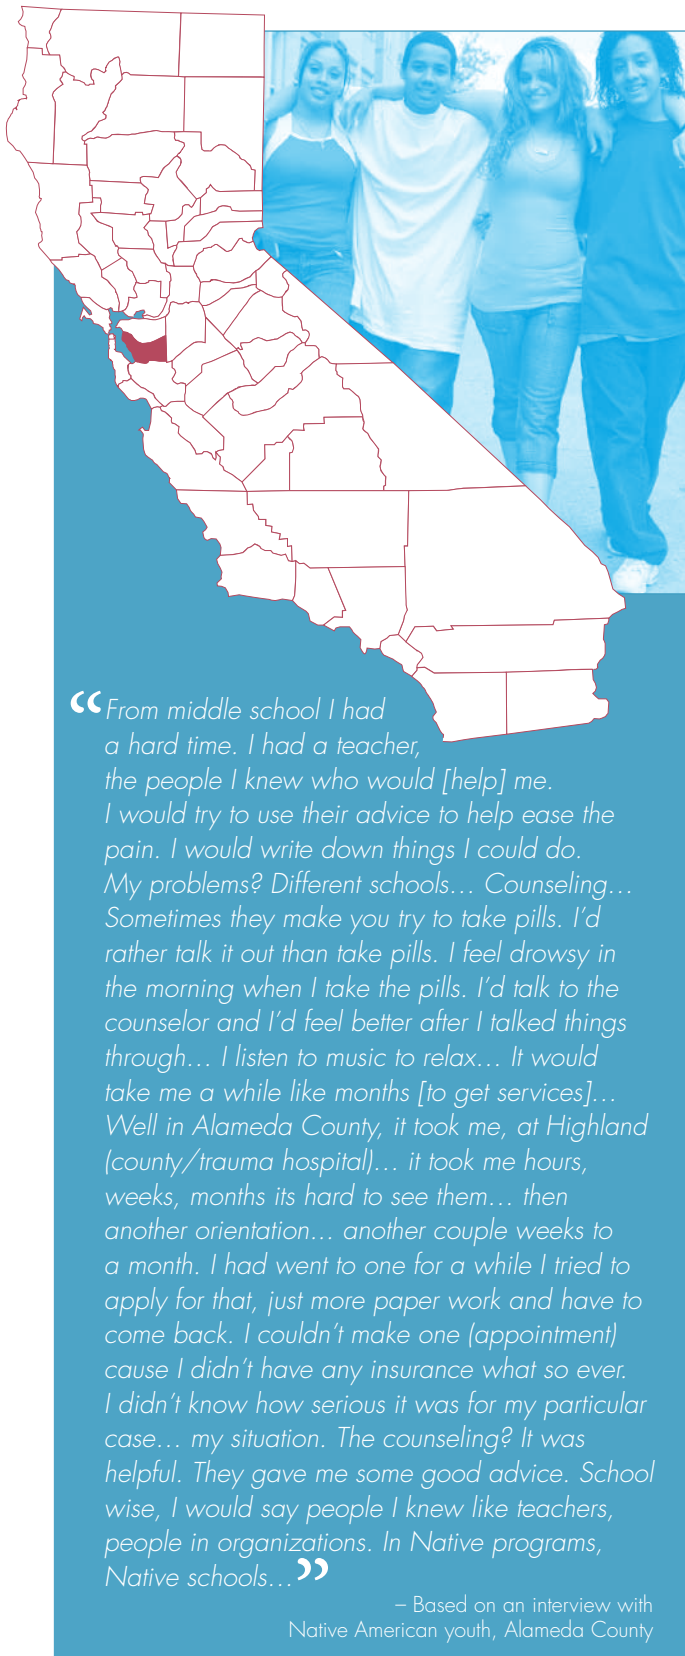 “From middle school I had
a hard time. I had a teacher,
the people I knew who would [help] me.
I would try to use their advice to help ease the
pain. I would write down things I could do.
My problems? Different schools… Counseling…
Sometimes they make you try to take pills. I’d
rather talk it out than take pills. I feel drowsy in
the morning when I take the pills. I’d talk to the
counselor and I’d feel better after I talked things
through… I listen to music to relax… It would
take me a while like months [to get services]…
Well in Alameda County, it took me, at Highland
(county/trauma hospital)… it took me hours,
weeks, months its hard to see them… then
another orientation… another couple weeks to
a month. I had went to one for a while I tried to
apply for that, just more paper work and have to
come back. I couldn’t make one (appointment)
cause I didn’t have any insurance what so ever.
I didn’t know how serious it was for my particular
case… my situation. The counseling? It was
helpful. They gave me some good advice. School
wise, I would say people I knew like teachers,
people in organizations. In Native programs,
Native schools…”
– Based on an interview with
Native American youth, Alameda County